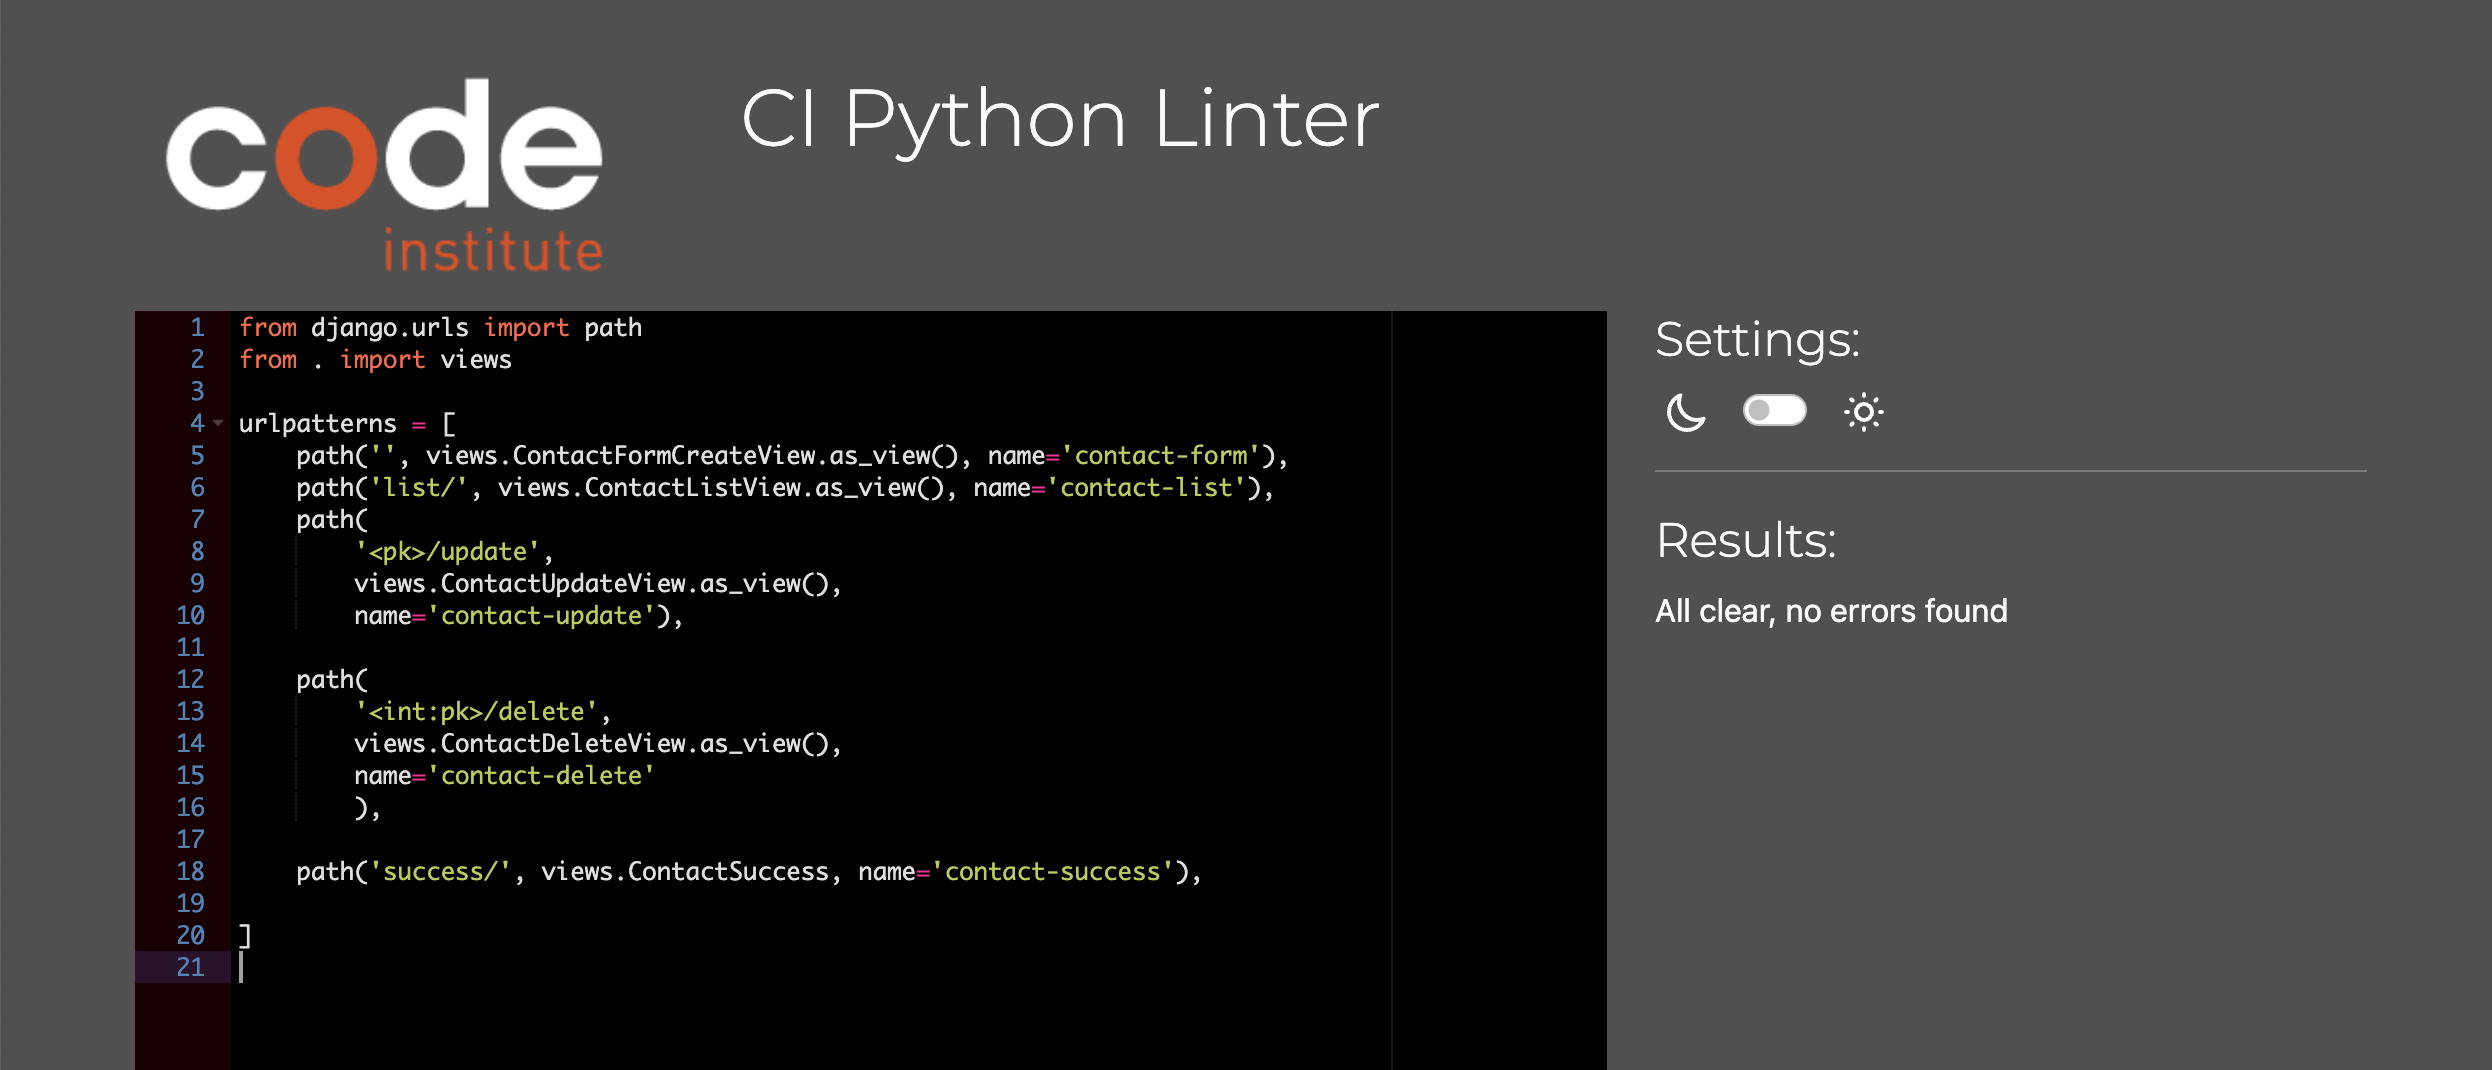 code
institute
CI Python Linter
1 from django.urls import path
2 from . import views
3
4 urlpatterns = [
5     path('', views.ContactFormCreateView.as_view(), name='contact-form'),
6     path('list/', views.ContactListView.as_view(), name='contact-list'),
7     path(
8         '<pk>/update',
9         views.ContactUpdateView.as_view(),
10         name='contact-update'),
11
12     path(
13         '<int:pk>/delete',
14         views.ContactDeleteView.as_view(),
15         name='contact-delete'
16         ),
17
18     path('success/', views.ContactSuccess, name='contact-success'),
19
20 ]
21
Settings:
Results:
All clear, no errors found